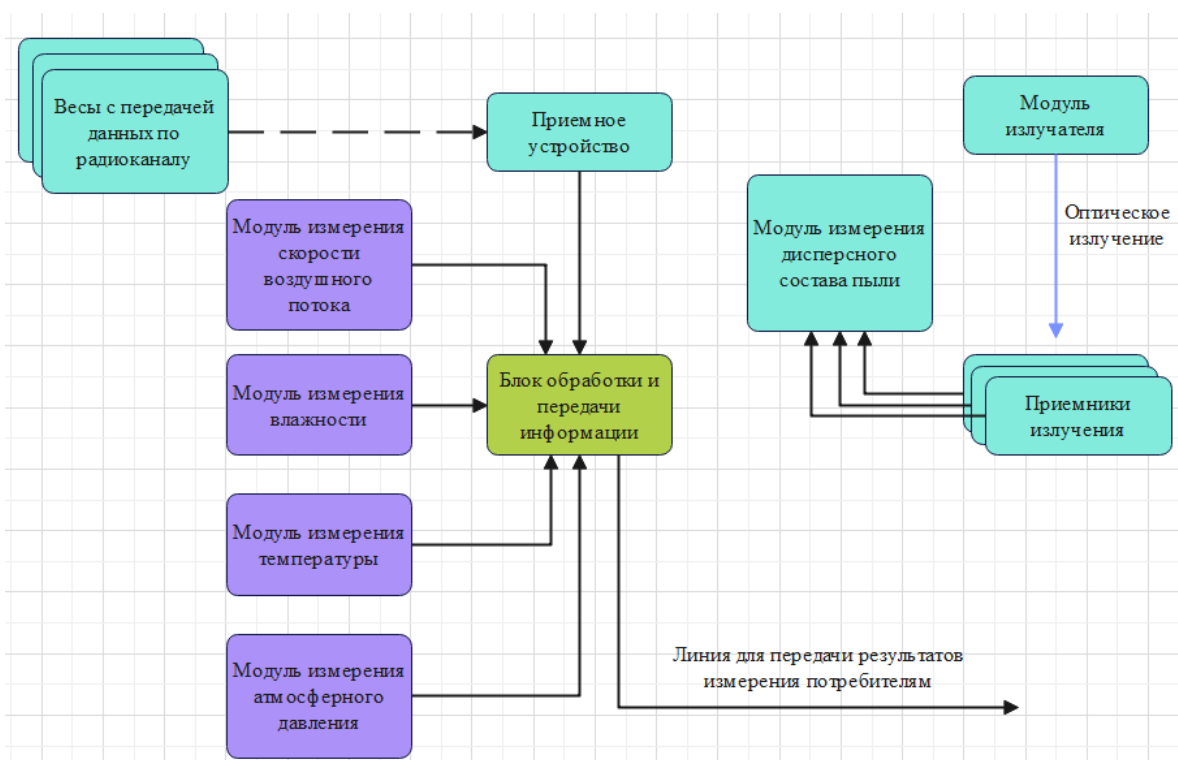 Весы с передачей
данных по
радиоканалу
Приемное
устройство
Модуль
излучателя
Оптическое
излучение
Модуль измерения
скорости
воздушного
потока
Модуль измерения
дисперсного
состава пыли
Модуль измерения
влажности
Блок обработки и
передачи
информации
Приемники
излучения
Модуль измерения
температуры
Модуль измерения
атмосферного
давления
Линия для передачи результатов
измерения потребителям